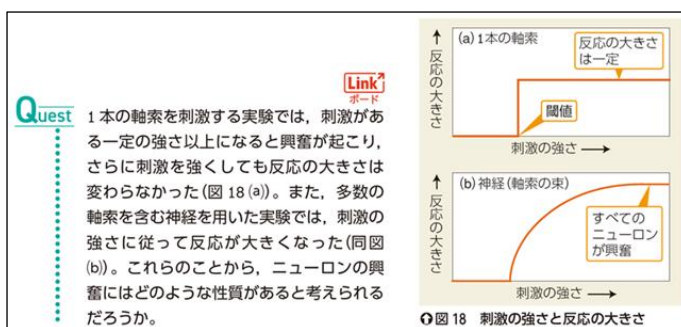 Link
ボード
Quest
1本の軸索を刺激する実験では，刺激があ
る一定の強さ以上になると興奮が起こり，
さらに刺激を強くしても反応の大きさは
変わらなかった(図 18 (a))。また，多数の
軸索を含む神経を用いた実験では，刺激の
強さに従って反応が大きくなった(同図
(b))。これらのことから，ニューロンの興
奮にはどのような性質があると考えられる
だろうか。
(a) 1本の軸索
反応の大きさ
反応の大きさ
は一定
閾値
刺激の強さ
(b) 神経(軸索の束)
反応の大きさ
すべての
ニューロン
が興奮
刺激の強さ
図 18 刺激の強さと反応の大きさ